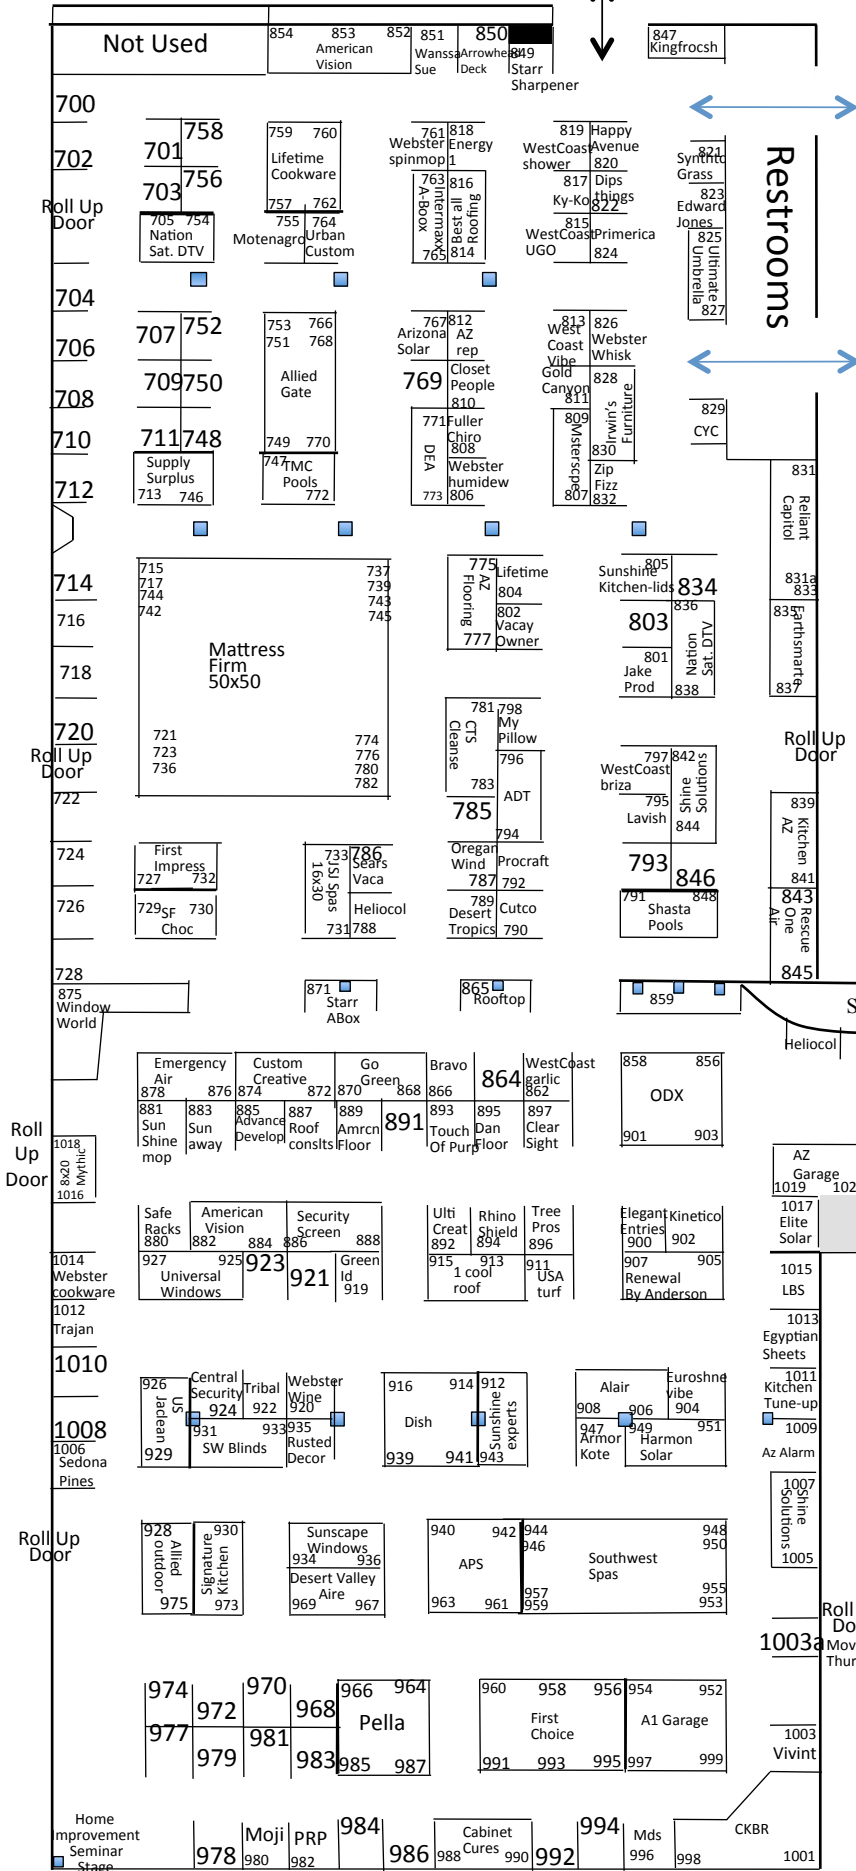 854 853 852 851 850
Not Used
American Vision
Wanssa Sue
Arrowhead Deck
849
Starr Sharpener
847
Kingfrocsh
700
758
759 760
761 818
819 Happy Avenue
701
702
Lifetime Cookware
Webster spinmop
Energy 1
WestCoast shower
820
821
Synthtc Grass
Restrooms
703 756
757 762
763
Intermaxx A-Boox
765
816
Best all Roofing
814
817
Ky-Ko
Dips things
822
823
Edward Jones
Roll Up Door
705 754
Nation Sat. DTV
755
Motenagro
764
Urban Custom
815
WestCoast UGO
Primerica
824
825
Ultimate Umbrella
827
704
707 752
753 766
751 768
Allied Gate
749 770
767
Arizona Solar
812
AZ rep
813
West Coast Vibe
826
Webster Whisk
706
709 750
769
Closet People
810
Gold Canyon
811
828
Irwin's Furniture
830
708
829
CYC
710
711 748
771
DEA
773
Fuller Chiro
808
809
Msterscpe
807
712
Supply Surplus
713 746
747
TMC Pools
772
Webster humidew
806
Zip Fizz
832
831
Reliant Capitol
831a
714
715
717
744
742
737
739
743
745
Mattress Firm
50x50
721
723
736
774
776
780
782
775
AZ Flooring
777
Lifetime
804
802
Vacay Owner
805
Sunshine Kitchen-lids
834
833
716
803
836
Nation Sat. DTV
838
835
Earthsmarte
837
718
801
Jake Prod
720
Roll Up Door
781
CTS Cleanse
783
798
My Pillow
796
ADT
794
797
WestCoast briza
842
Shine Solutions
844
Roll Up Door
722
785
795
Lavish
839
Kitchen AZ
841
724
First Impress
727 732
733
JSJ Spas
16x30
731
786
Sears Vaca
Oregan Wind
787
Procraft
792
793
846
726
729 SF Choc 730
Heliocol
788
789
Desert Tropics
Cutco
790
791 848
Shasta Pools
843
Rescue One Air
845
728
875
Window World
871
Starr ABox
865
Rooftop
859
S
Heliocol
Emergency Air
878 876
Custom Creative
874 872
Go Green
870 868
Bravo
866
864
WestCoast garlic
862
858 856
ODX
901 903
Roll Up Door
881
Sun Shine mop
883
Sun away
885
Advance Develop
887
Roof conslts
889
Amrcn Floor
891
893
Touch Of Purp
895
Dan Floor
897
Clear Sight
1018
8x20 Mythic
1016
AZ Garage
1019 102
Safe Racks
880
American Vision
882 884
Security Screen
886 888
Ulti Creat
892
Rhino Shield
894
Tree Pros
896
Elegant Entries
900
Kinetico
902
1017
Elite Solar
1014
Webster cookware
927 925
Universal Windows
923
921
Green Id
919
915 913
1 cool roof
911
USA turf
907 905
Renewal By Anderson
1015
LBS
1012
Trajan
1013
Egyptian Sheets
1010
926
US Jaclean
929
Central Security
924
Tribal
922
Webster Wine
920
916 914
Dish
939 941
912
Sunshine experts
943
Alair
908 906
Euroshne vibe
904
1011
Kitchen Tune-up
1008
931 933
SW Blinds
935
Rusted Decor
947
Armor Kote
949 951
Harmon Solar
1009
Az Alarm
1006
Sedona Pines
1007
Shine Solutions
1005
Roll Up Door
928
Allied outdoor
975
930
Signature Kitchen
973
Sunscape Windows
934 936
Desert Valley Aire
969 967
940 942
APS
963 961
944
946
948
950
Southwest Spas
957
959
955
953
Roll
Do
1003a
Mov
Thur
974 972 970 968
966 964
Pella
985 987
960 958 956
First Choice
991 993 995
954 952
A1 Garage
997 999
977 979 981 983
1003
Vivint
Home Improvement Seminar Stage
978
Moji
980
PRP
982
984
986
Cabinet Cures
988 990
992
994
Mds
996
998
CKBR
1001